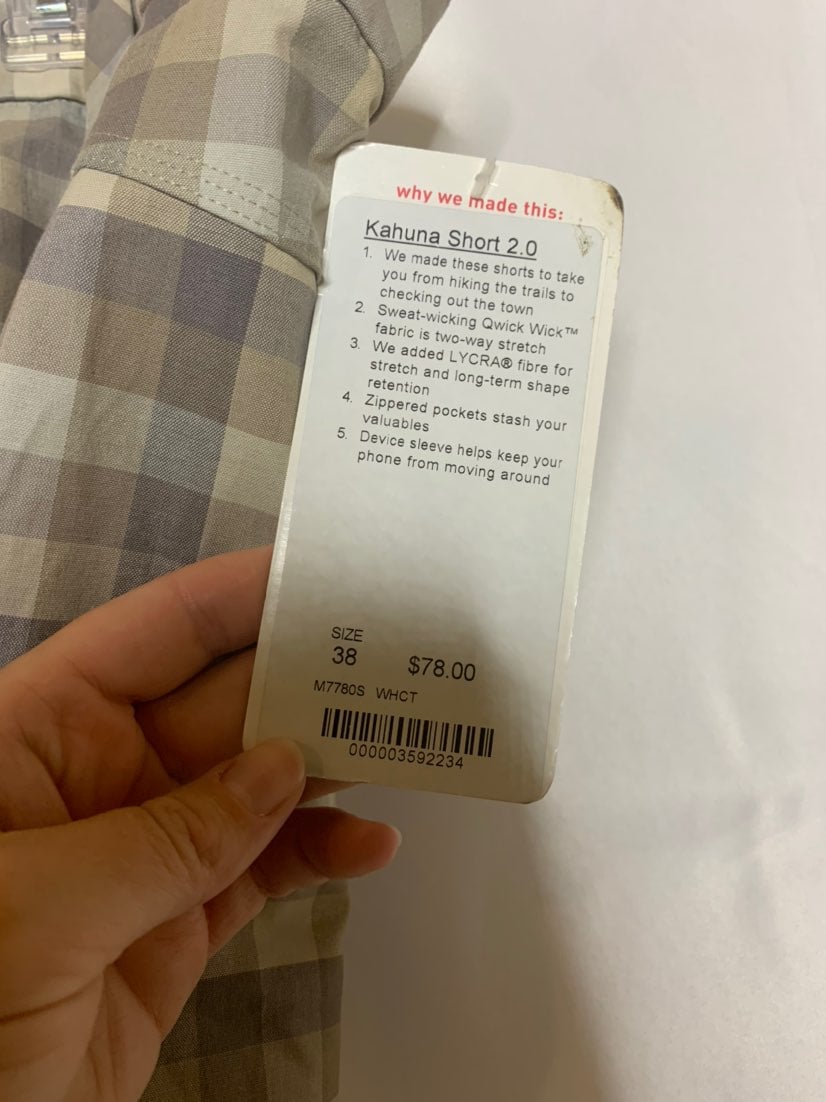 why we made this:
Kahuna Short 2.0
1. We made these shorts to take
you from hiking the trails to
checking out the town
2. Sweat-wicking Qwick Wick™
fabric is two-way stretch
3. We added LYCRA® fibre for
stretch and long-term shape
retention
4. Zippered pockets stash your
valuables
5. Device sleeve helps keep your
phone from moving around
SIZE
38 $78.00
M7780S WHCT
000003592234